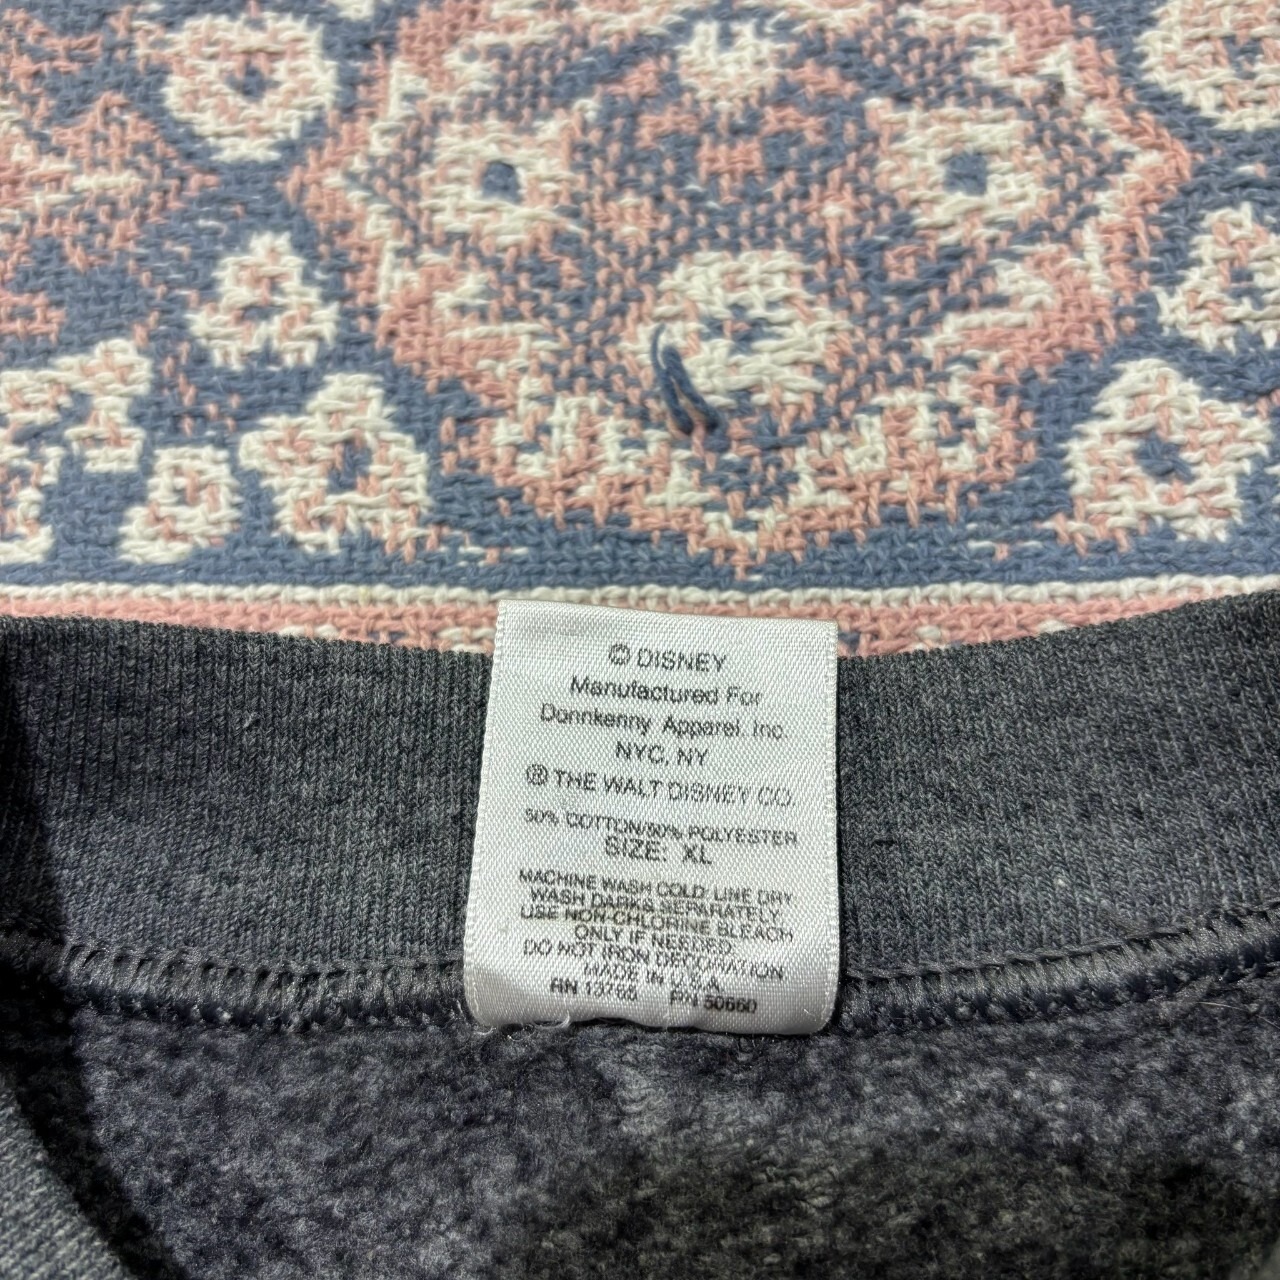 © DISNEY
Manufactured For
Donnkenny Apparel, Inc.
NYC, NY
® THE WALT DISNEY CO.
50% COTTON/50% POLYESTER
SIZE: XL
MACHINE WASH COLD, LINE DRY
WASH DARKS SEPARATELY.
USE NON-CHLORINE BLEACH
ONLY IF NEEDED.
DO NOT IRON DECORATION
MADE IN U.S.A.
RN 13765 RN 50660